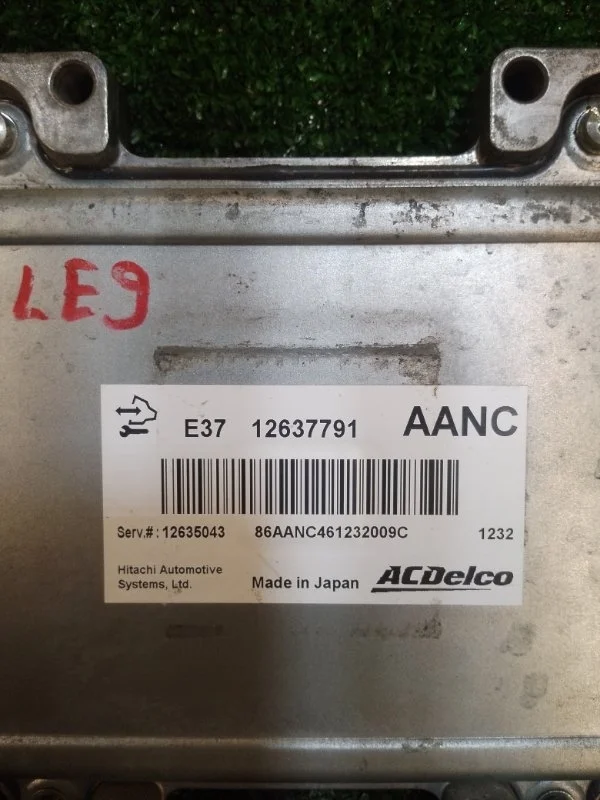 LE9
E37 12637791 AANC
Serv.#: 12635043 86AANC461232009C 1232
Hitachi Automotive
Systems, Ltd. Made in Japan ACDelco